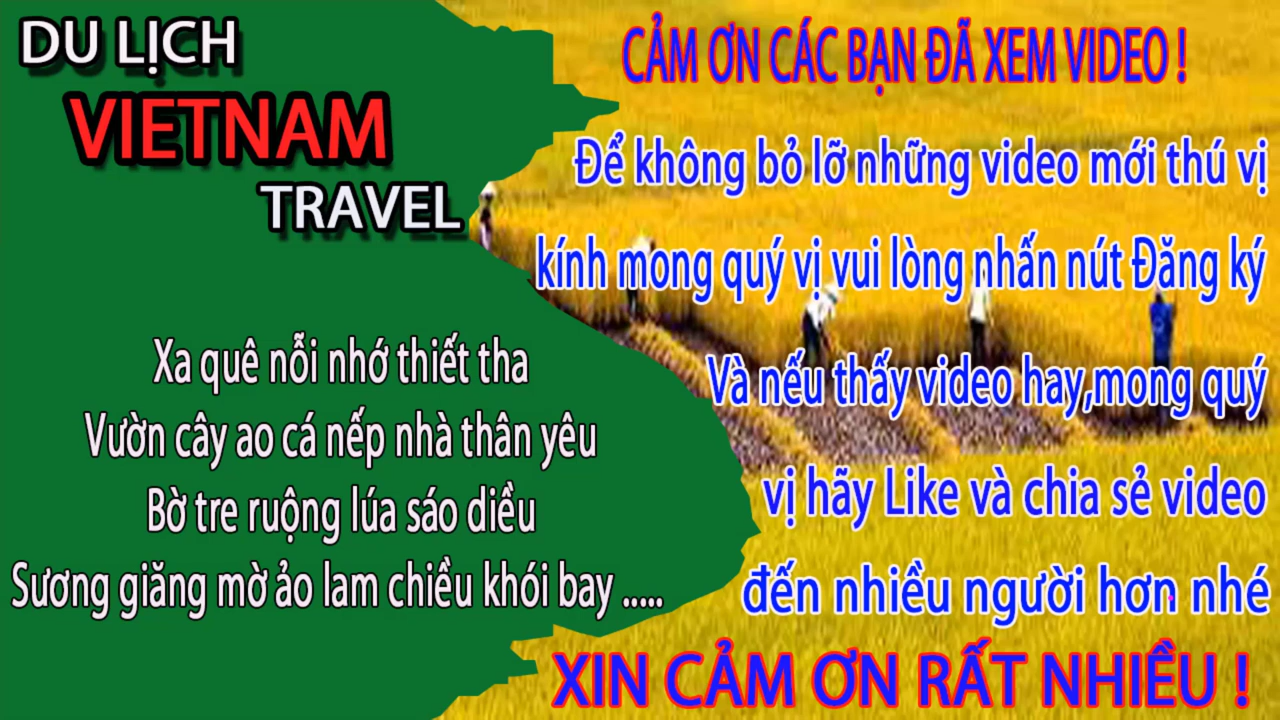 DU LỊCH
VIETNAM
TRAVEL
Xa quê nỗi nhớ thiết tha
Vườn cây ao cá nếp nhà thân yêu
Bờ tre ruộng lúa sáo diều
Sương giăng mờ ảo lam chiều khói bay .....
CẢM ƠN CÁC BẠN ĐÃ XEM VIDEO !
Để không bỏ lỡ những video mới thú vị
kính mong quý vị vui lòng nhấn nút Đăng ký
Và nếu thấy video hay,mong quý
vị hãy Like và chia sẻ video
đến nhiều người hơn nhé
XIN CẢM ƠN RẤT NHIỀU !